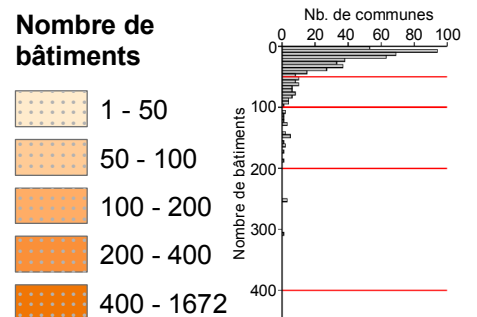 Nombre de
bâtiments
1 - 50
50 - 100
100 - 200
200 - 400
400 - 1672
Nb. de communes
0 20 40 60 80 100
Nombre de bâtiments
0
100
200
300
400